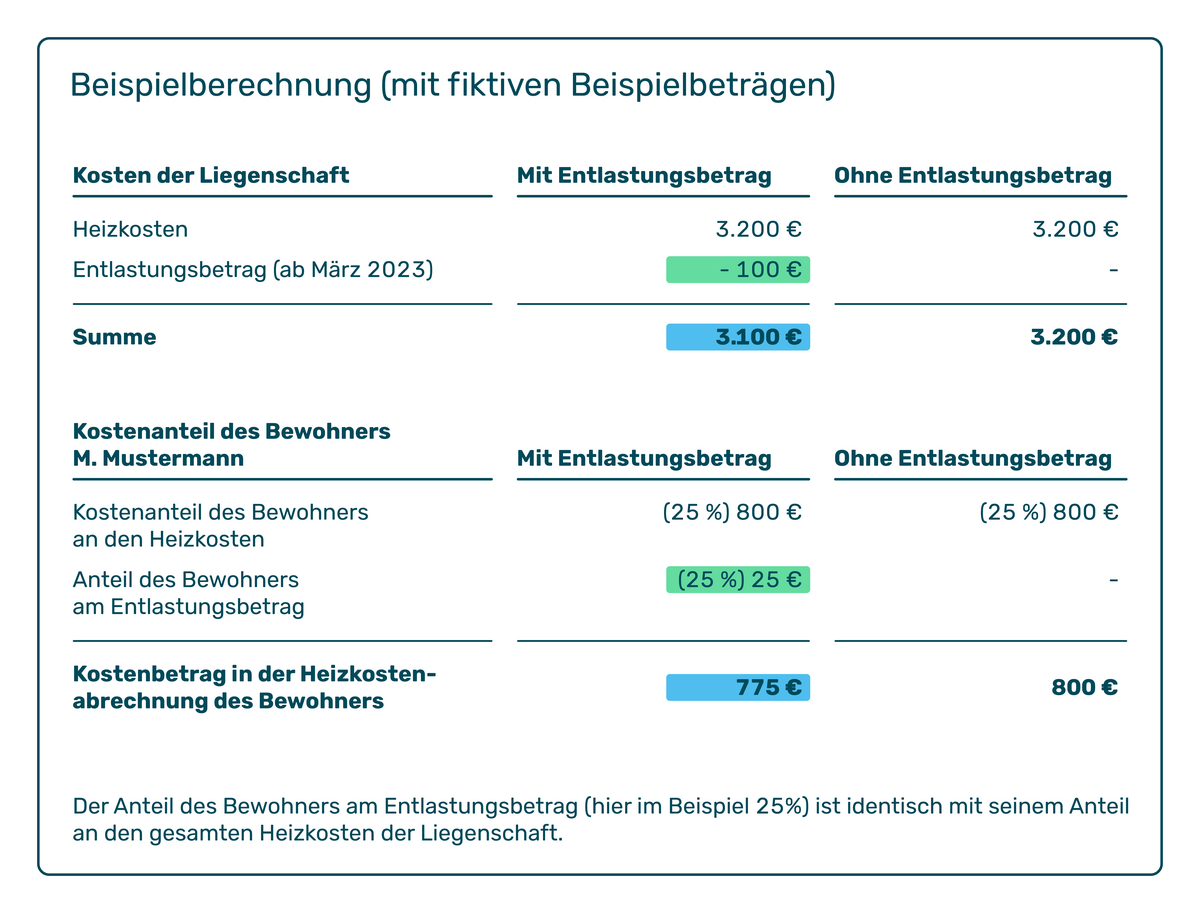 Beispielberechnung (mit fiktiven Beispielbeträgen)
Kosten der Liegenschaft Mit Entlastungsbetrag Ohne Entlastungsbetrag
Heizkosten 3.200 € 3.200 €
Entlastungsbetrag (ab März 2023) - 100 € -
Summe 3.100 € 3.200 €
Kostenanteil des Bewohners
M. Mustermann Mit Entlastungsbetrag Ohne Entlastungsbetrag
Kostenanteil des Bewohners (25 %) 800 € (25 %) 800 €
an den Heizkosten
Anteil des Bewohners (25 %) 25 € -
am Entlastungsbetrag
Kostenbetrag in der Heizkosten-
abrechnung des Bewohners 775 € 800 €
Der Anteil des Bewohners am Entlastungsbetrag (hier im Beispiel 25%) ist identisch mit seinem Anteil
an den gesamten Heizkosten der Liegenschaft.